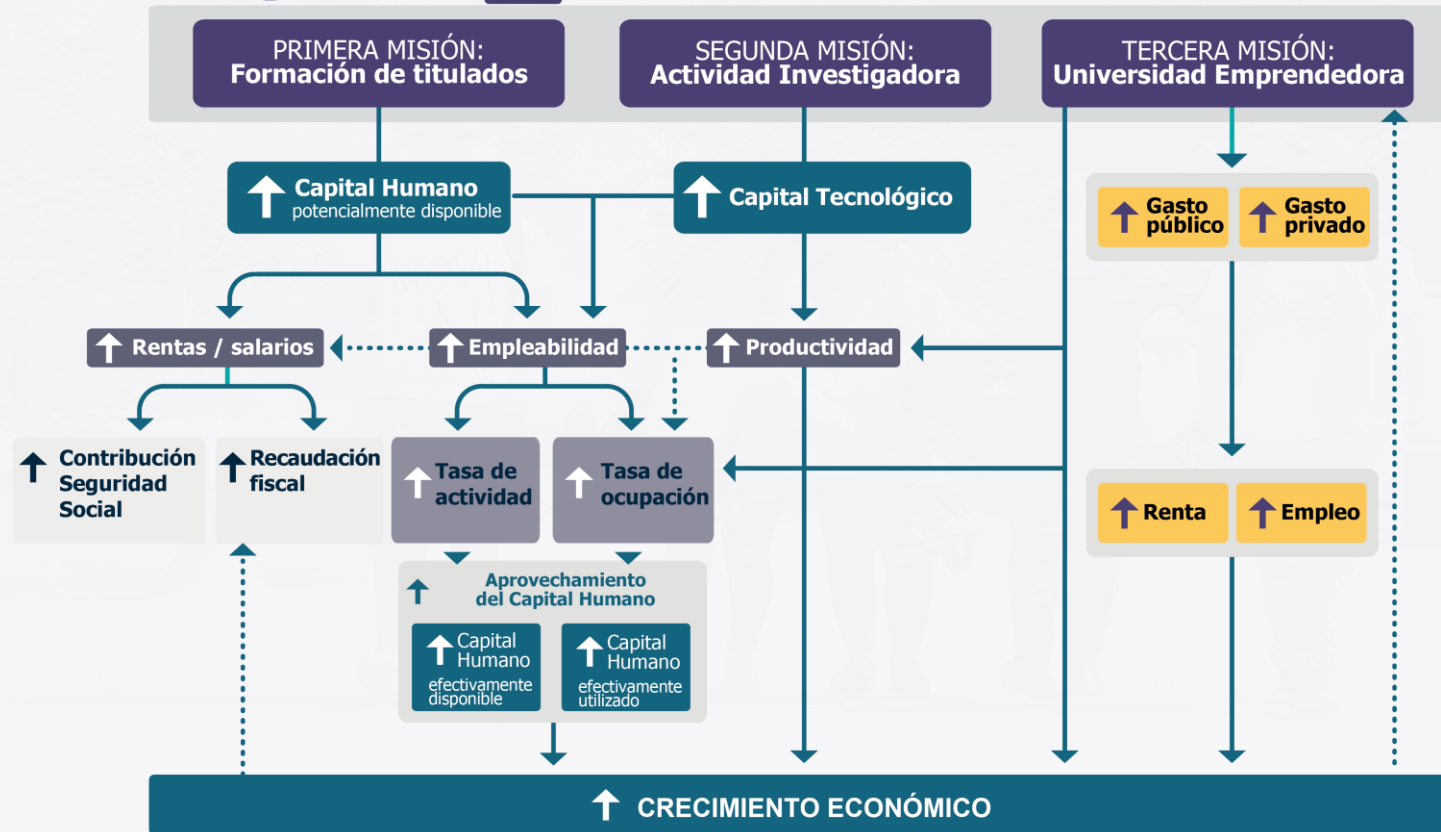 PRIMERA MISIÓN:
Formación de titulados
SEGUNDA MISIÓN:
Actividad Investigadora
TERCERA MISIÓN:
Universidad Emprendedora
Capital Humano
potencialmente disponible
Capital Tecnológico
Gasto
público
Gasto
privado
Rentas / salarios
Empleabilidad
Productividad
Contribución
Seguridad
Social
Recaudación
fiscal
Tasa de
actividad
Tasa de
ocupación
Renta
Empleo
Aprovechamiento
del Capital Humano
Capital
Humano
efectivamente
disponible
Capital
Humano
efectivamente
utilizado
CRECIMIENTO ECONÓMICO